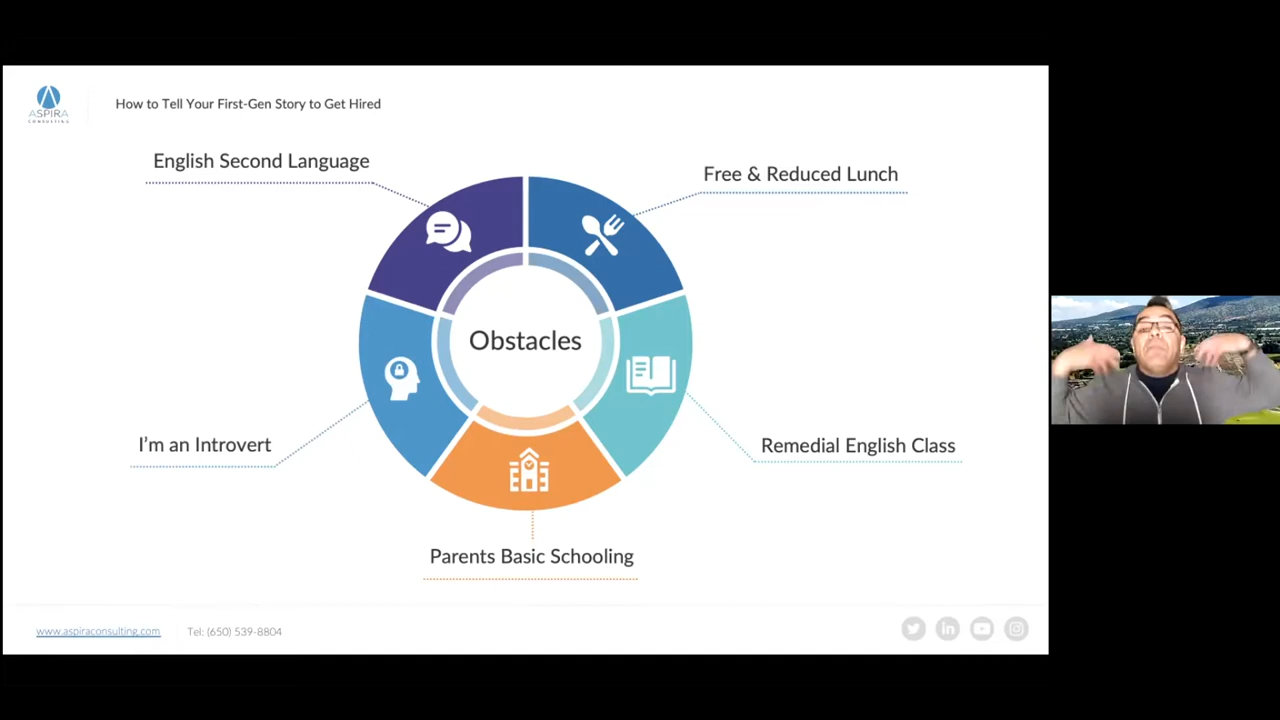 ASPIRA
CONSULTING
How to Tell Your First-Gen Story to Get Hired
English Second Language
Free & Reduced Lunch
Obstacles
I'm an Introvert
Remedial English Class
Parents Basic Schooling
www.aspiraconsulting.com
Tel: (650) 539-8804